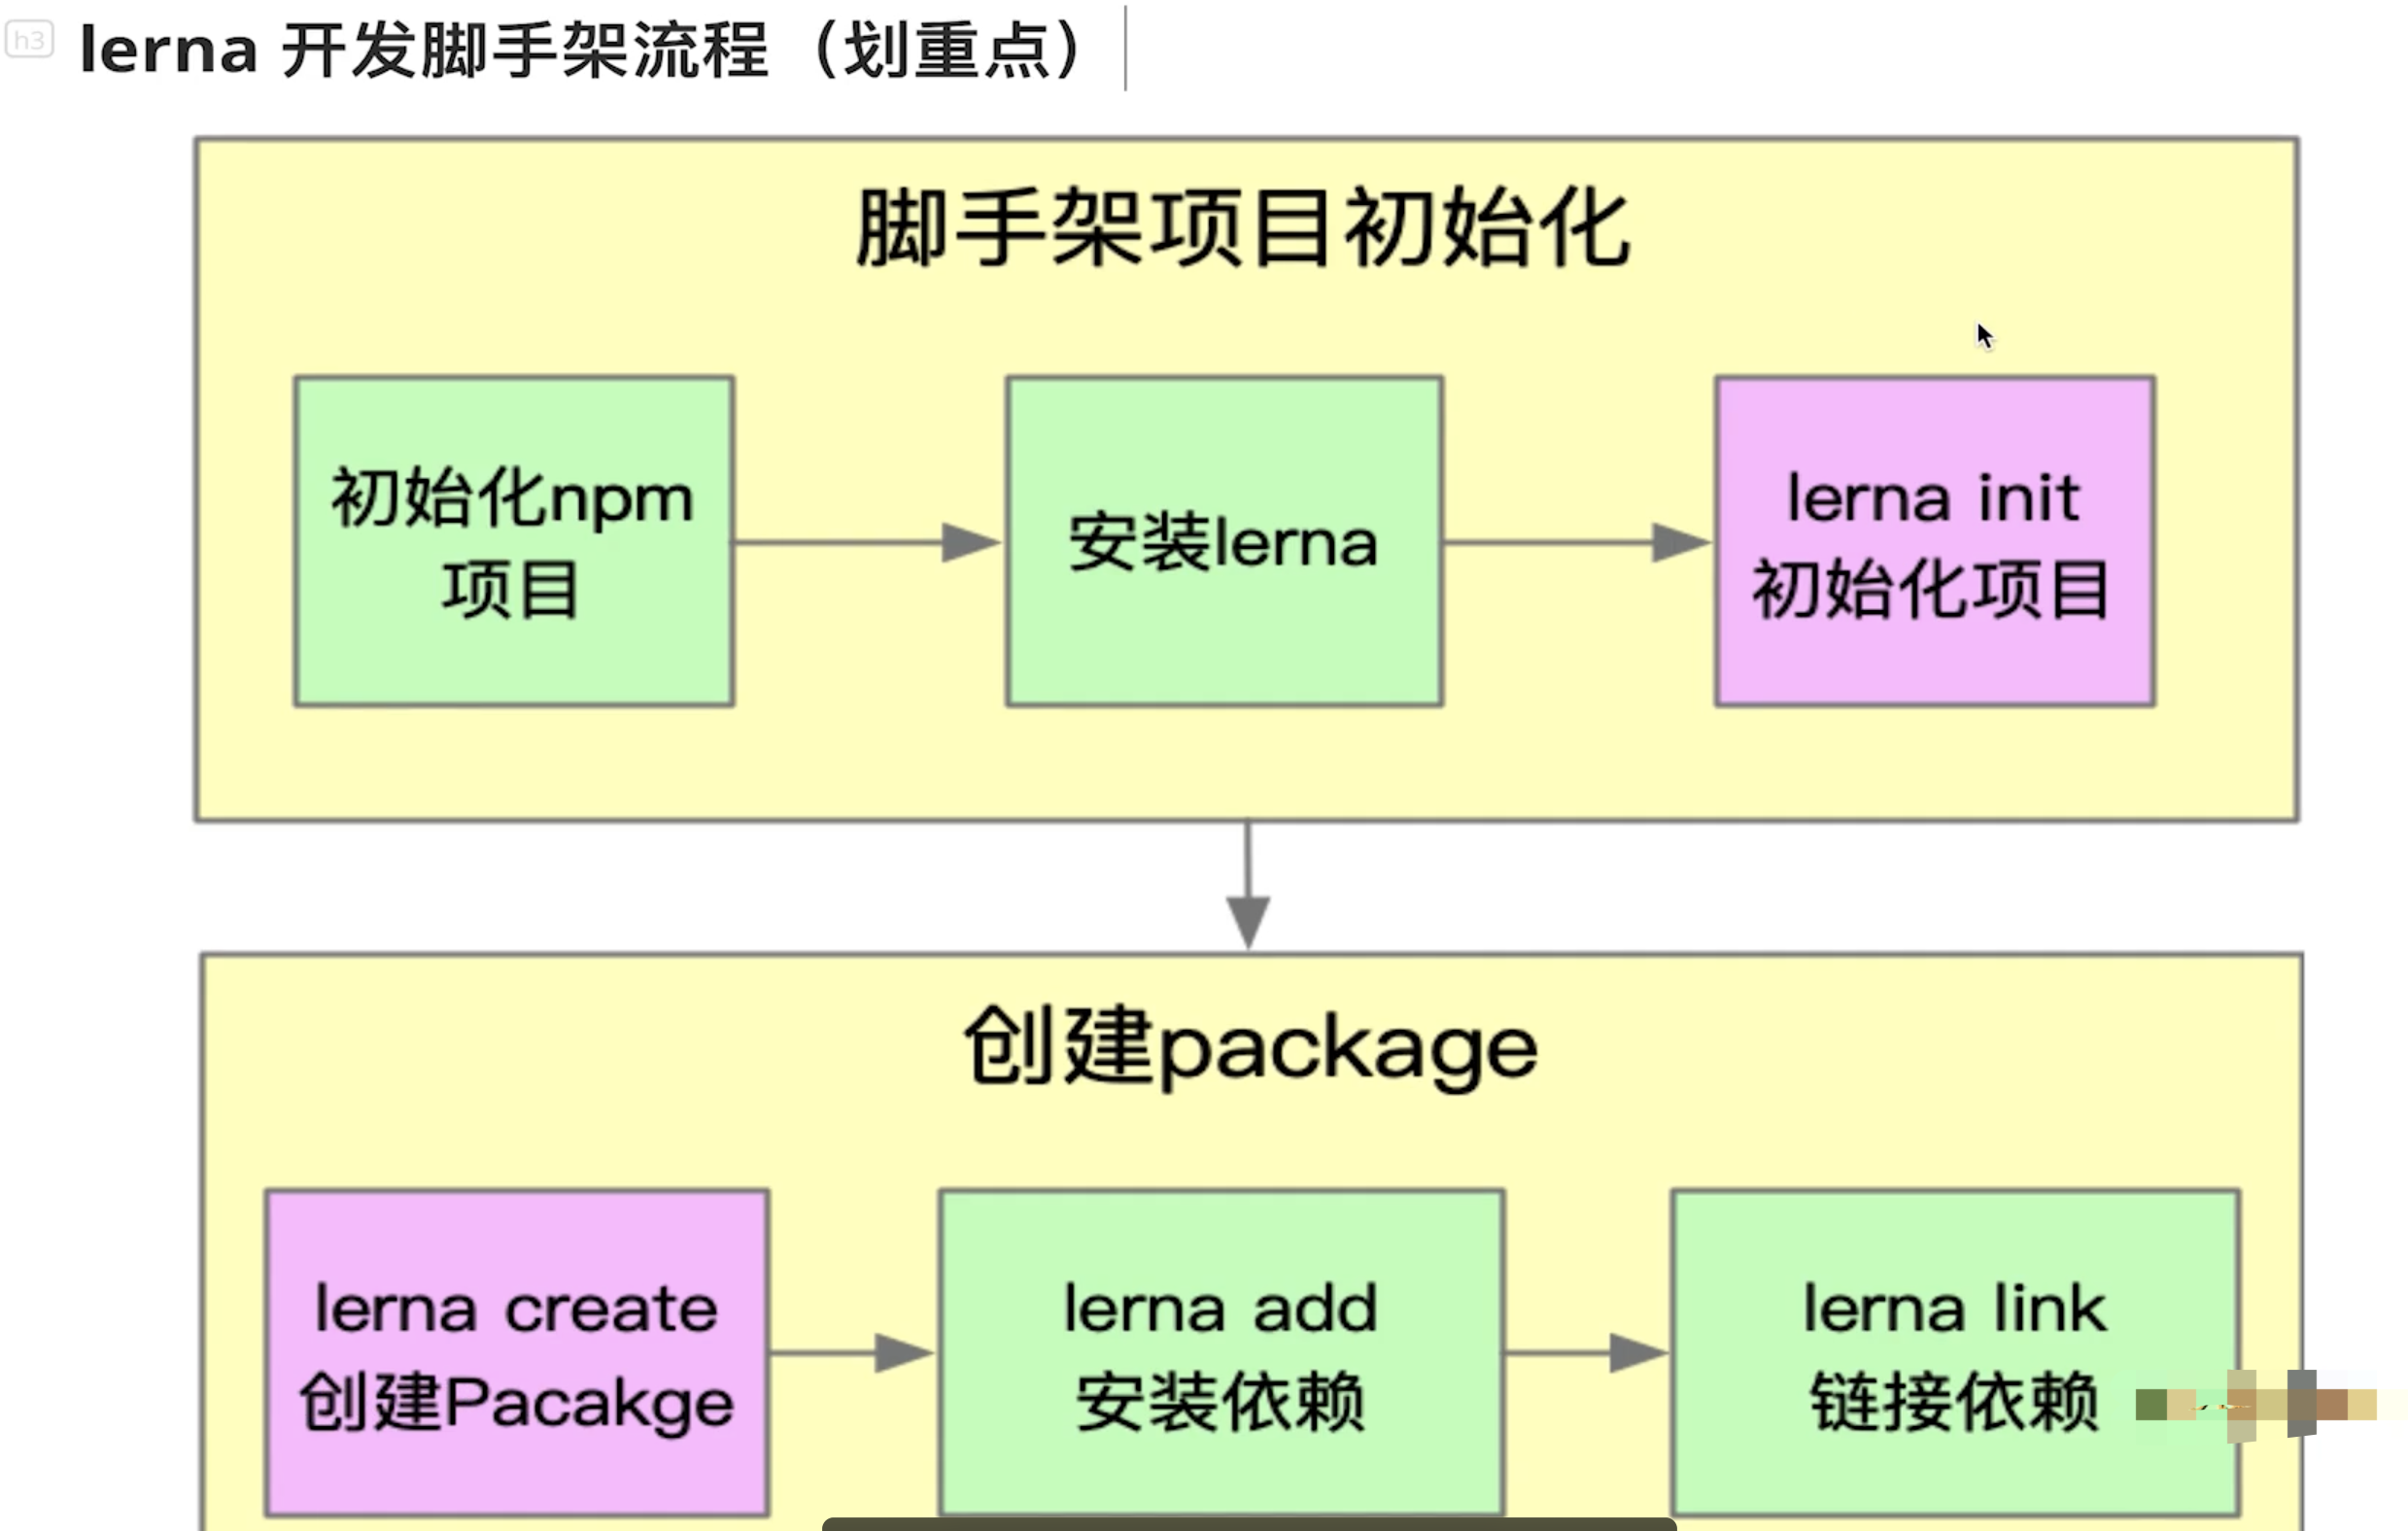 h3
lerna 开发脚手架流程（划重点）
脚手架项目初始化
初始化npm
项目
安装lerna
lerna init
初始化项目
创建package
lerna create
创建Pacakge
lerna add
安装依赖
lerna link
链接依赖